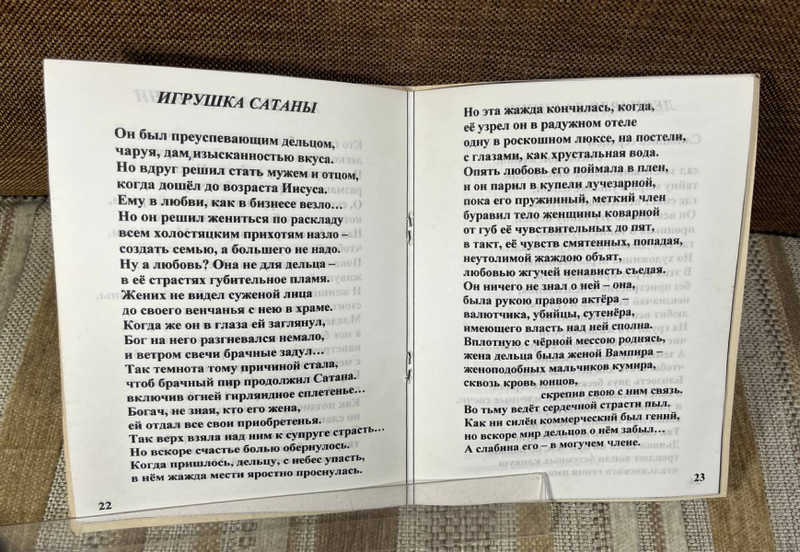 ИГРУШКА САТАНЫ
Он был преуспевающим дельцом,
чаруя, дам, изысканностью вкуса.
Но вдруг решил стать мужем и отцом,
когда дошёл до возраста Иисуса.
Ему в любви, как в бизнесе везло…
Но он решил жениться по раскладу
всем холостяцким прихотям назло –
создать семью, а большего не надо.
Ну а любовь? Она не для дельца –
в её страстях губительное пламя.
Жених не видел суженой лица
до своего венчанья с нею в храме.
Когда же он в глаза ей заглянул,
Бог на него разгневался немало,
и ветром свечи брачные задул…
Так темнота тому причиной стала,
чтоб брачный пир продолжил Сатана.
включив огней гирляндное сплетенье…
Богач, не зная, кто его жена,
ей отдал все свои приобретенья.
Так верх взяла над ним к супруге страсть…
Но вскоре счастье болью обернулось.
Когда пришлось, дельцу, с небес упасть,
в нём жажда мести яростно проснулась.
22
Но эта жажда кончилась, когда,
её узрел он в радужном отеле
одну в роскошном люксе, на постели,
с глазами, как хрустальная вода.
Опять любовь его поймала в плен,
и он парил в купели лучезарной,
пока его пружинный, меткий член
буравил тело женщины коварной
от губ её чувствительных до пят,
в такт, её чувств смятенных, попадая,
неутолимой жаждою объят,
любовью жгучей ненависть съедая.
Он ничего не знал о ней – она,
была рукою правою актёра –
валютчика, убийцы, сутенёра,
имеющего власть над ней сполна.
Вплотную с чёрной мессою роднясь,
жена дельца была женой Вампира –
женоподобных мальчиков кумира,
сквозь кровь юнцов,
скрепив свою с ним связь.
Во тьму ведёт сердечной страсти пыл.
Как ни силён коммерческий был гений,
но вскоре мир дельцов о нём забыл…
А слабина его – в могучем члене.
23